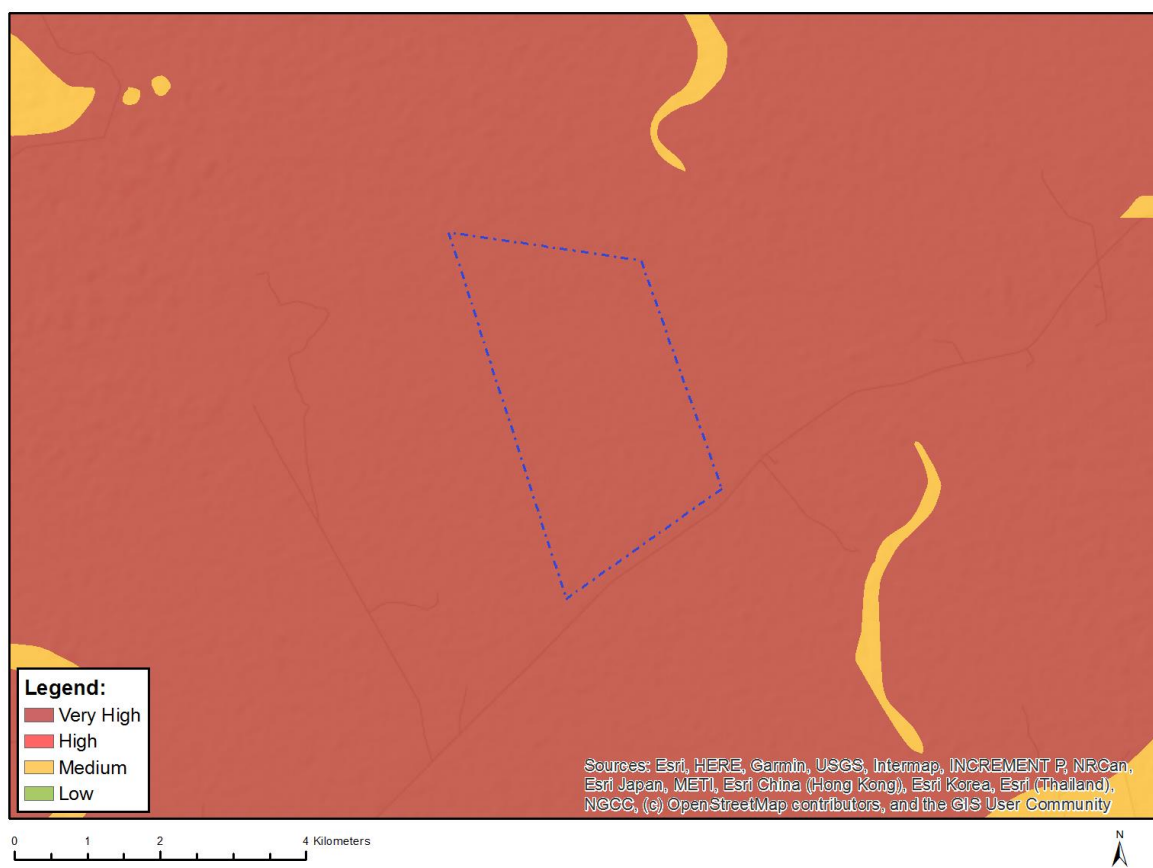 Legend:
Very High
High
Medium
Low
Sources: Esri, HERE, Garmin, USGS, Intermap, INCREMENT P, NRCan,
Esri Japan, METI, Esri China (Hong Kong), Esri Korea, Esri (Thailand),
NGCC, (c) OpenStreetMap contributors, and the GIS User Community
0 1 2 4 Kilometers
N